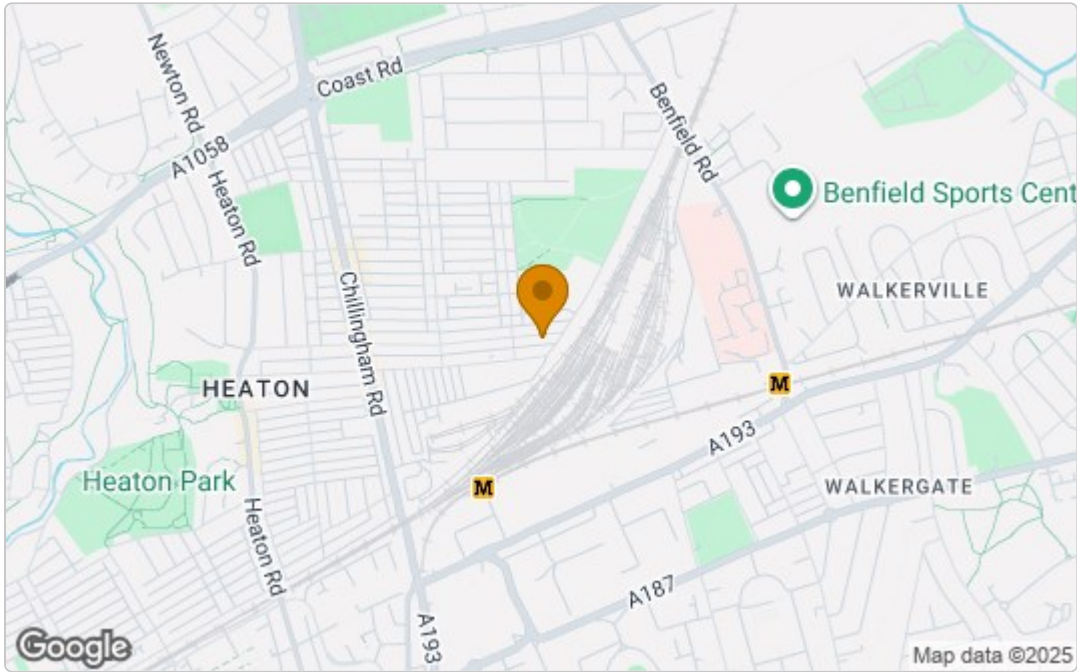 Newton Rd
Coast Rd
A1058
Heaton Rd
Benfield Rd
Benfield Sports Cent
WALKERVILLE
Chillingham Rd
HEATON
M
A193
Heaton Park
M
WALKERGATE
Heaton Rd
A187
A193
Google
Map data ©2025